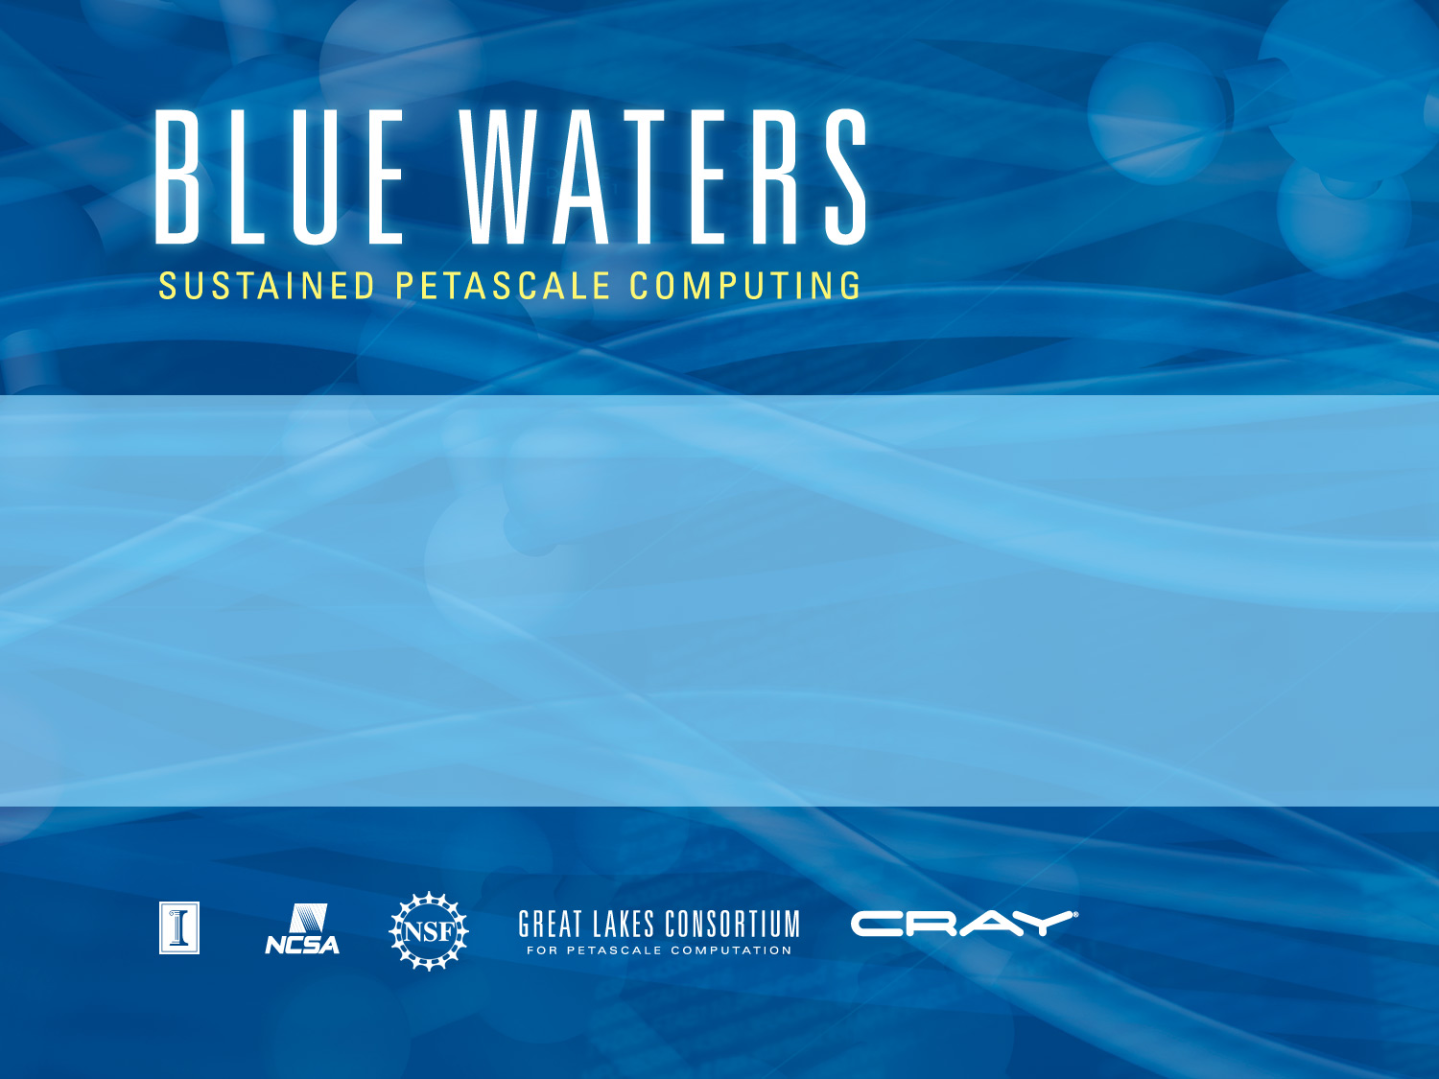 BLUE WATERS
SUSTAINED PETASCALE COMPUTING
I
NCSA
NSF
GREAT LAKES CONSORTIUM
FOR PETASCALE COMPUTATION
CRAY®